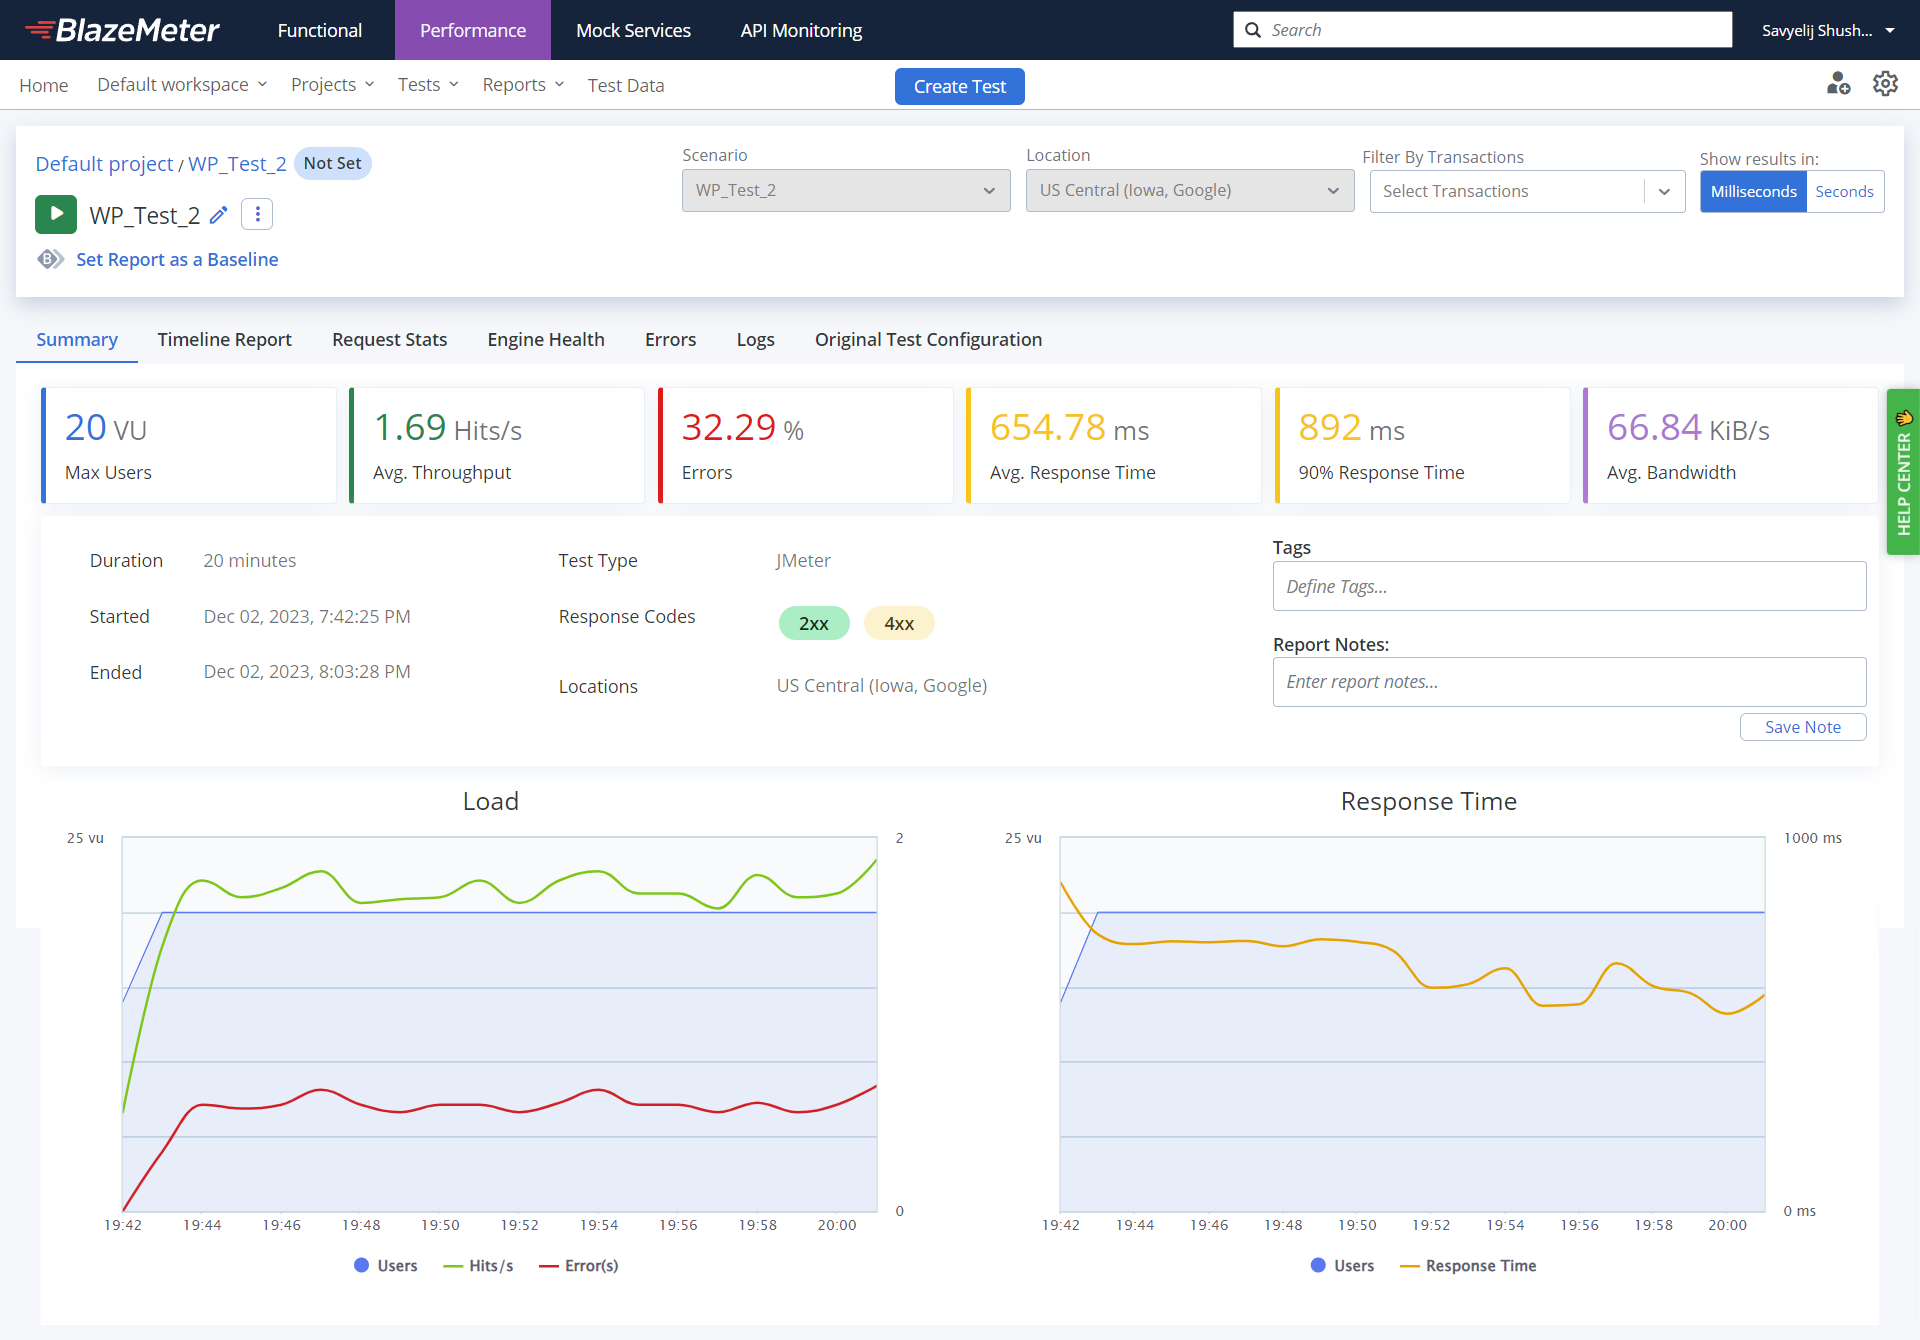 BlazeMeter Functional Performance Mock Services API Monitoring Search Savyelij Shush...
Home Default workspace Projects Tests Reports Test Data Create Test
Default project / WP_Test_2 Not Set
WP_Test_2
Set Report as a Baseline
Scenario
WP_Test_2
Location
US Central (Iowa, Google)
Filter By Transactions
Select Transactions
Show results in:
Milliseconds Seconds
Summary Timeline Report Request Stats Engine Health Errors Logs Original Test Configuration
20 VU
Max Users
1.69 Hits/s
Avg. Throughput
32.29 %
Errors
654.78 ms
Avg. Response Time
892 ms
90% Response Time
66.84 KiB/s
Avg. Bandwidth
HELP CENTER
Duration 20 minutes
Started Dec 02, 2023, 7:42:25 PM
Ended Dec 02, 2023, 8:03:28 PM
Test Type JMeter
Response Codes 2xx 4xx
Locations US Central (Iowa, Google)
Tags
Define Tags...
Report Notes:
Enter report notes...
Save Note
Load
25 vu 2
0
19:42 19:44 19:46 19:48 19:50 19:52 19:54 19:56 19:58 20:00
Users Hits/s Error(s)
Response Time
25 vu 1000 ms
0 ms
19:42 19:44 19:46 19:48 19:50 19:52 19:54 19:56 19:58 20:00
Users Response Time